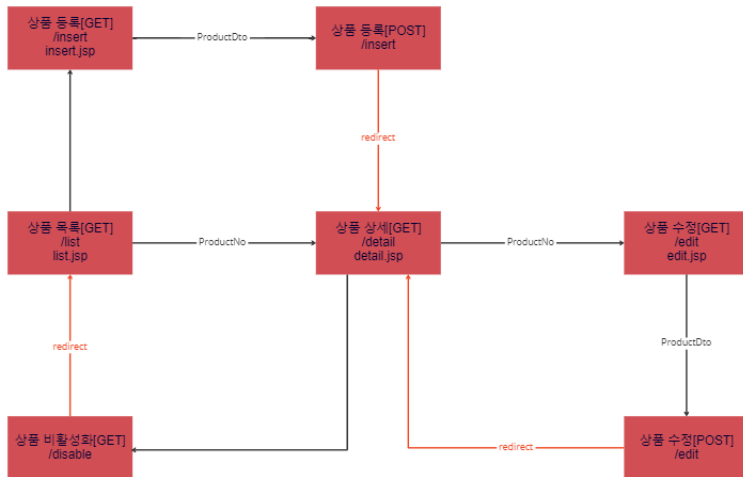 상품 등록[GET]
/insert
insert.jsp
ProductDto
상품 등록[POST]
/insert
redirect
상품 목록[GET]
/list
list.jsp
ProductNo
상품 상세[GET]
/detail
detail.jsp
ProductNo
상품 수정[GET]
/edit
edit.jsp
redirect
ProductDto
상품 비활성화[GET]
/disable
redirect
상품 수정[POST]
/edit